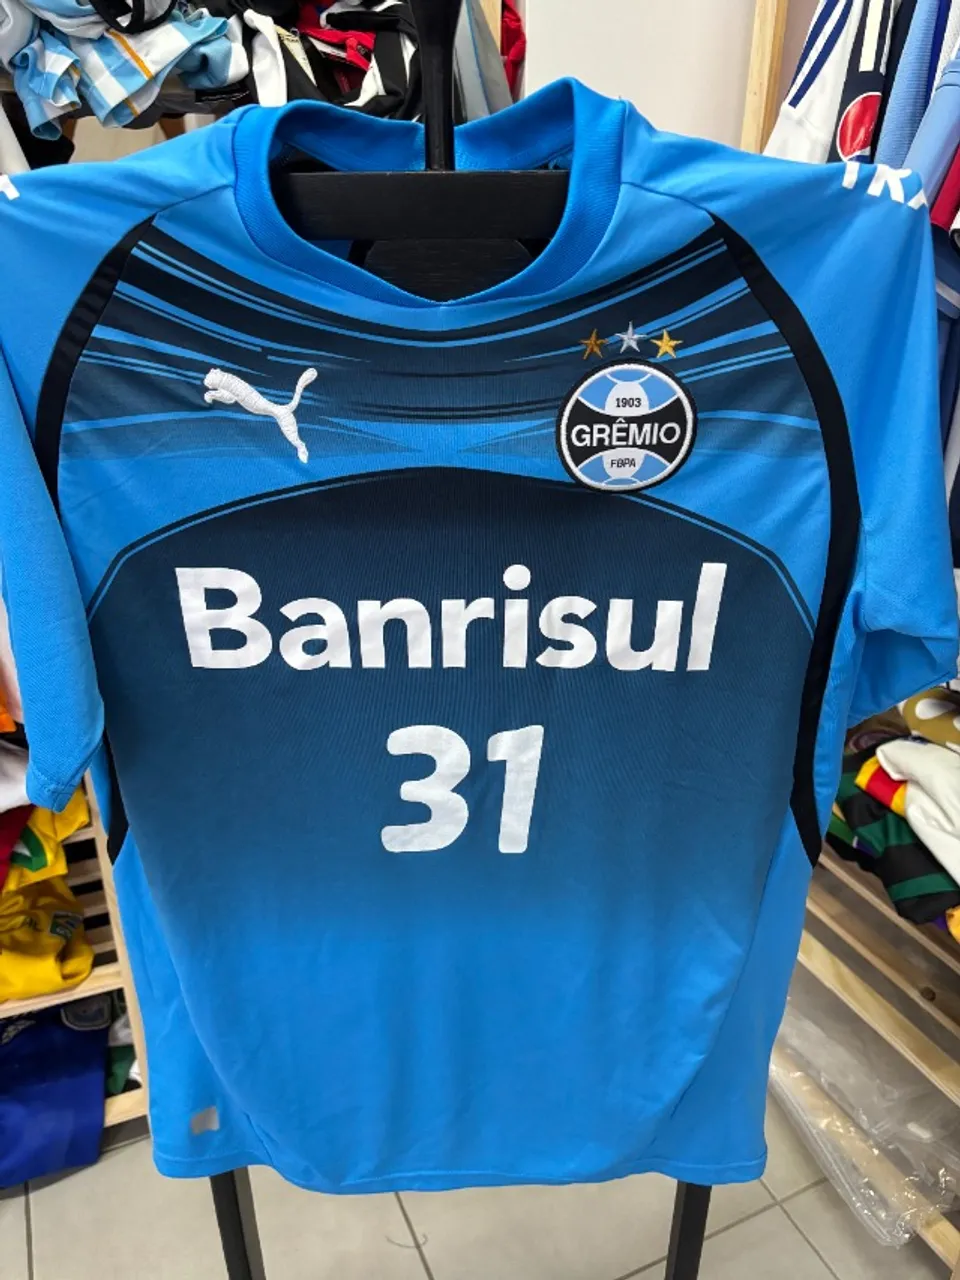 1903
GRÊMIO
FBPA
Banrisul
31